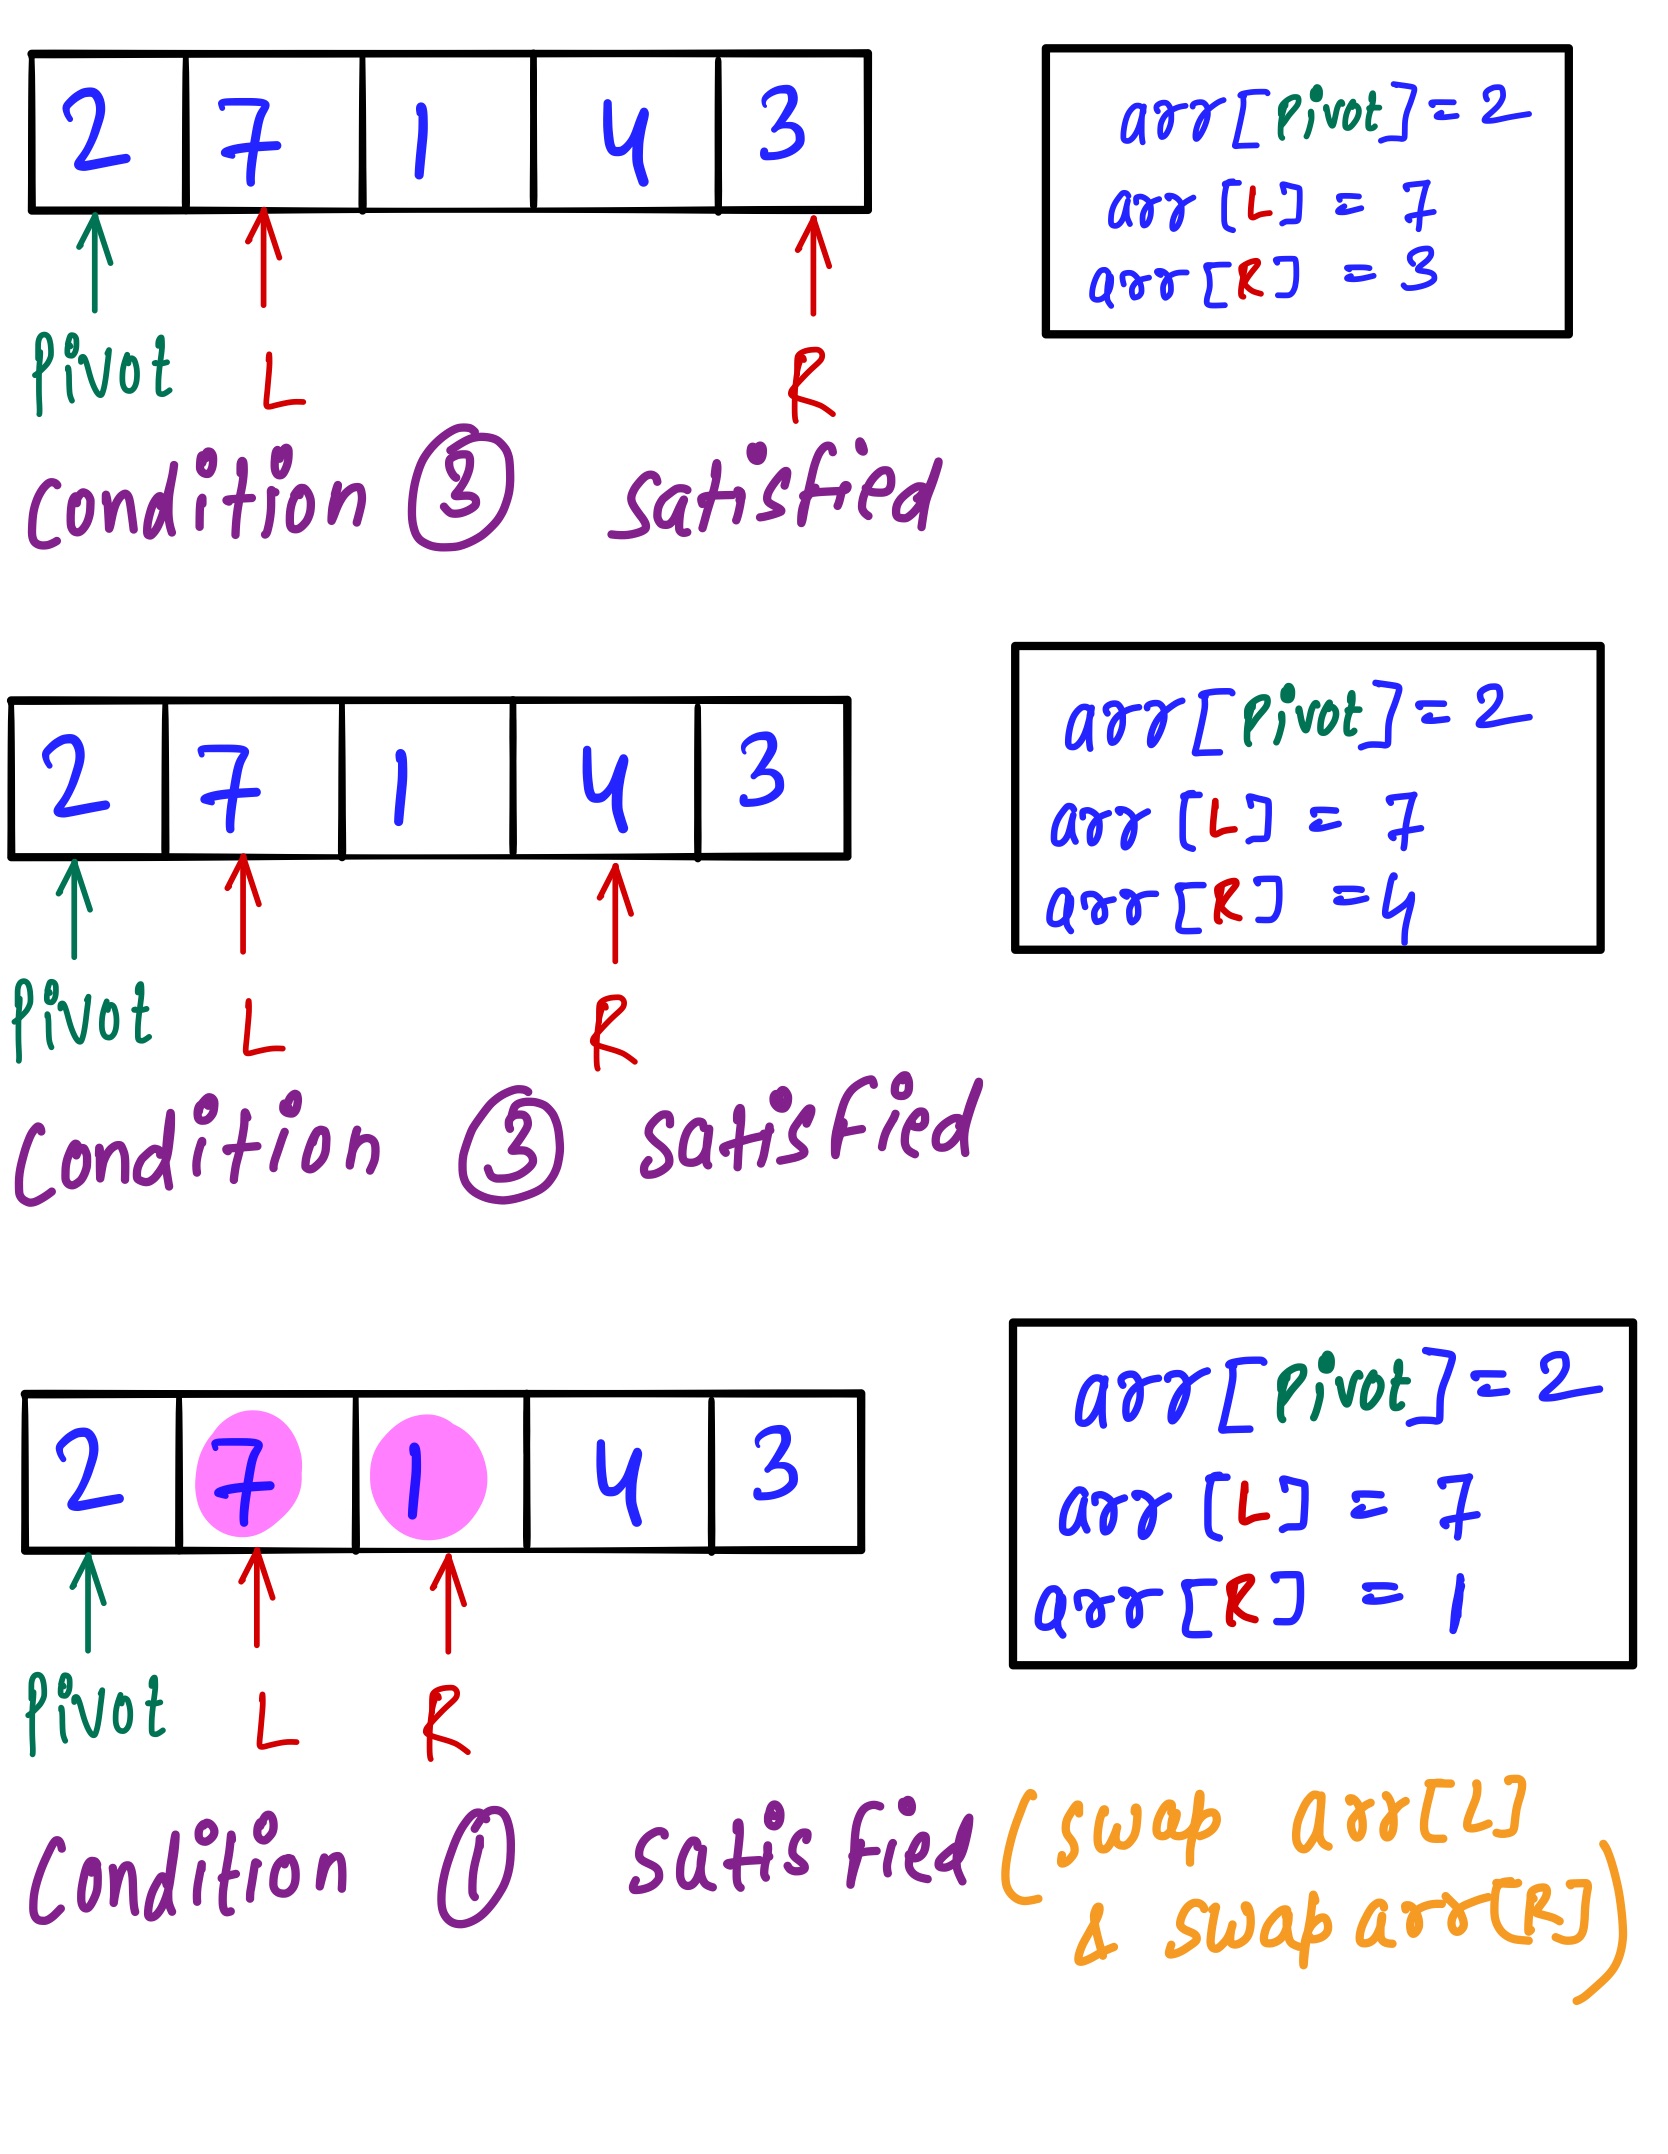 2 7 1 4 3
Pivot L R
arr[Pivot] = 2
arr[L] = 7
arr[R] = 3
Condition 3 satisfied
2 7 1 4 3
Pivot L R
arr[Pivot] = 2
arr[L] = 7
arr[R] = 4
Condition 3 satisfied
2 7 1 4 3
Pivot L R
arr[Pivot] = 2
arr[L] = 7
arr[R] = 1
Condition 1 satisfied (swap arr[L]
& swap arr[R])